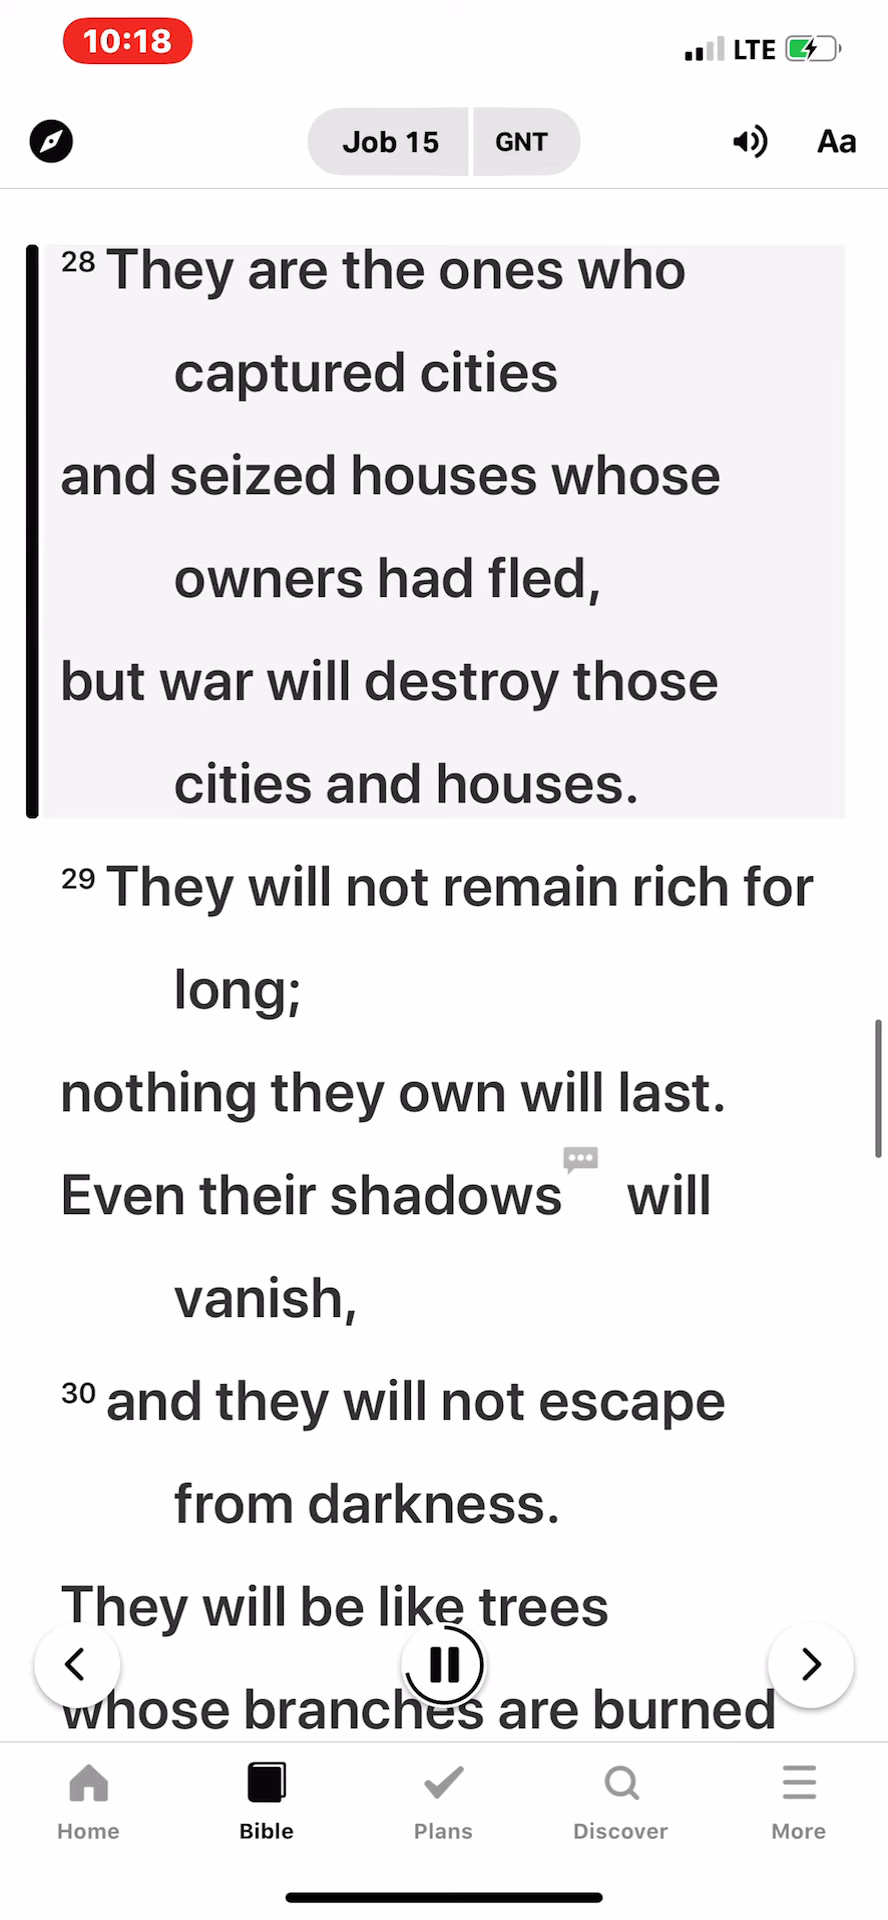 10:18
LTE
Job 15 GNT Aa
28 They are the ones who
captured cities
and seized houses whose
owners had fled,
but war will destroy those
cities and houses.
29 They will not remain rich for
long;
nothing they own will last.
Even their shadows will
vanish,
30 and they will not escape
from darkness.
They will be like trees
whose branches are burned
Home Bible Plans Discover More